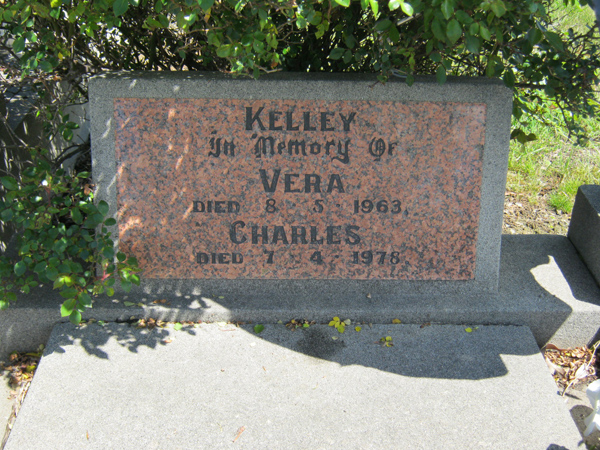 KELLEY
In Memory Of
VERA
DIED 8 - 5 - 1963,
CHARLES
DIED 7 - 4 - 1978